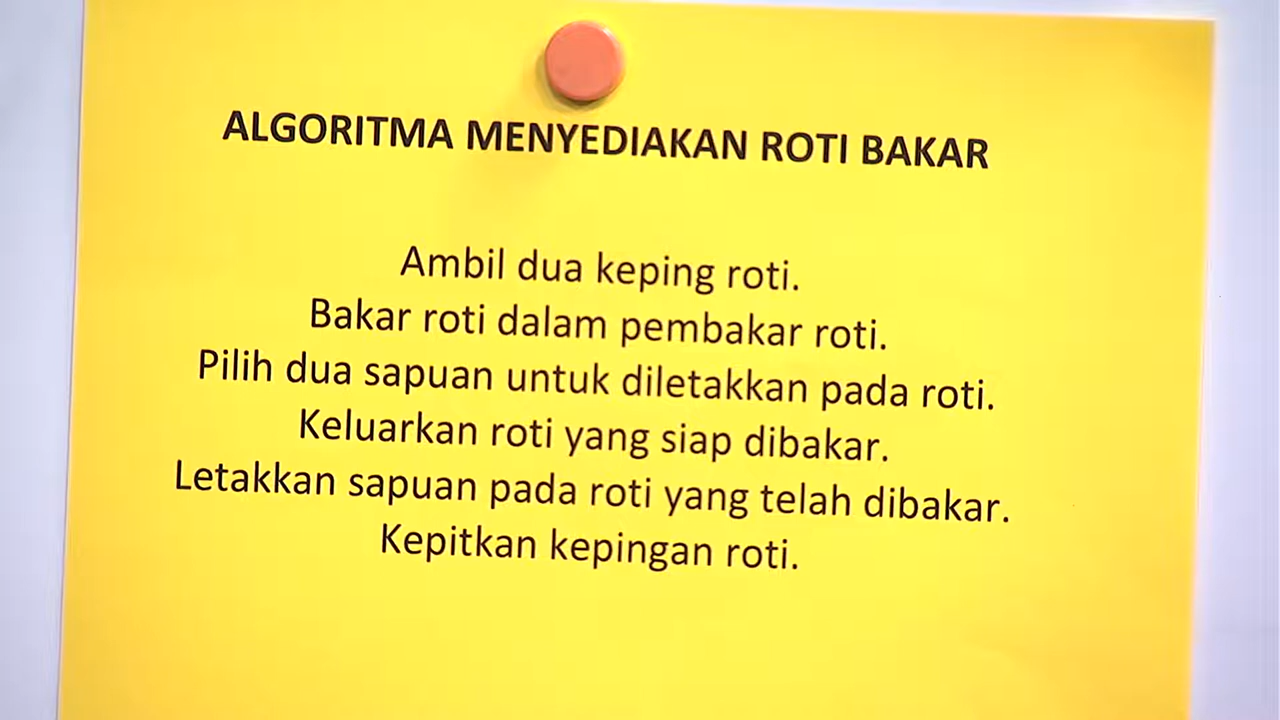 ALGORITMA MENYEDIAKAN ROTI BAKAR
Ambil dua keping roti.
Bakar roti dalam pembakar roti.
Pilih dua sapuan untuk diletakkan pada roti.
Keluarkan roti yang siap dibakar.
Letakkan sapuan pada roti yang telah dibakar.
Kepitkan kepingan roti.